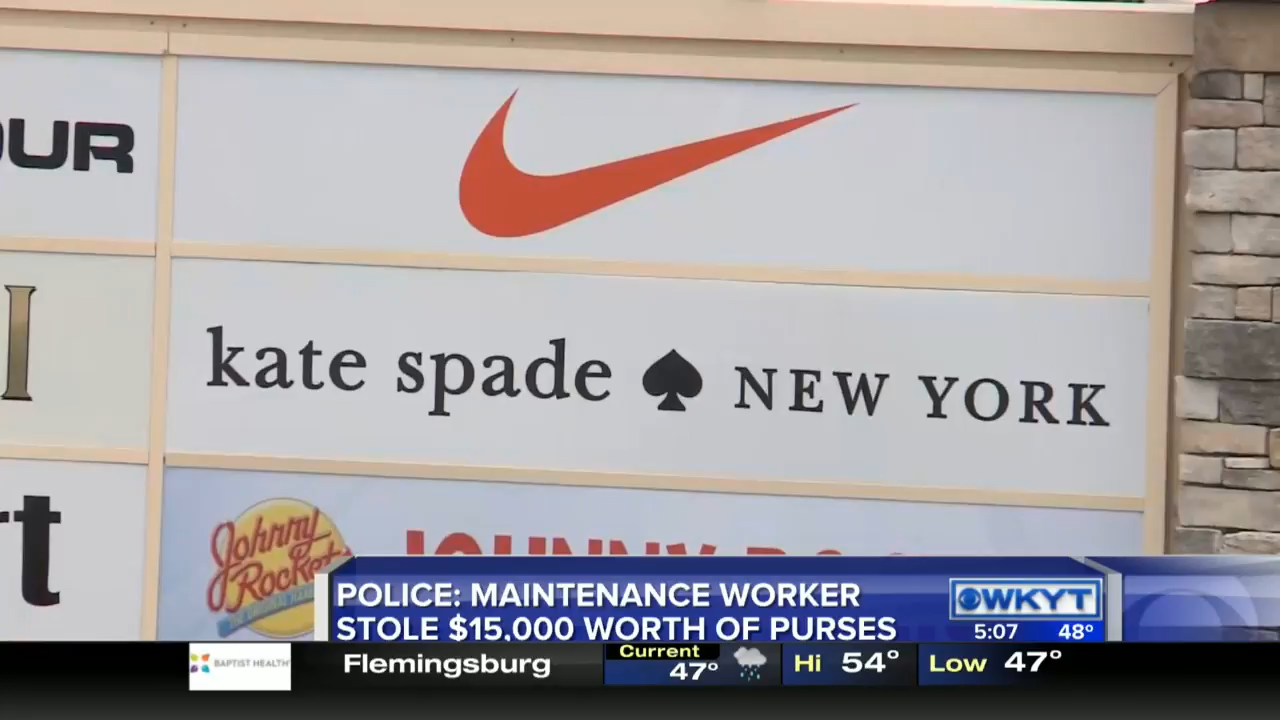 OUR
kate spade NEW YORK
Johnny
Rockets
JOHNNY
POLICE: MAINTENANCE WORKER
STOLE $15,000 WORTH OF PURSES
WKYT
5:07 48°
BAPTIST HEALTH
Flemingsburg
Current
47°
Hi 54°
Low 47°